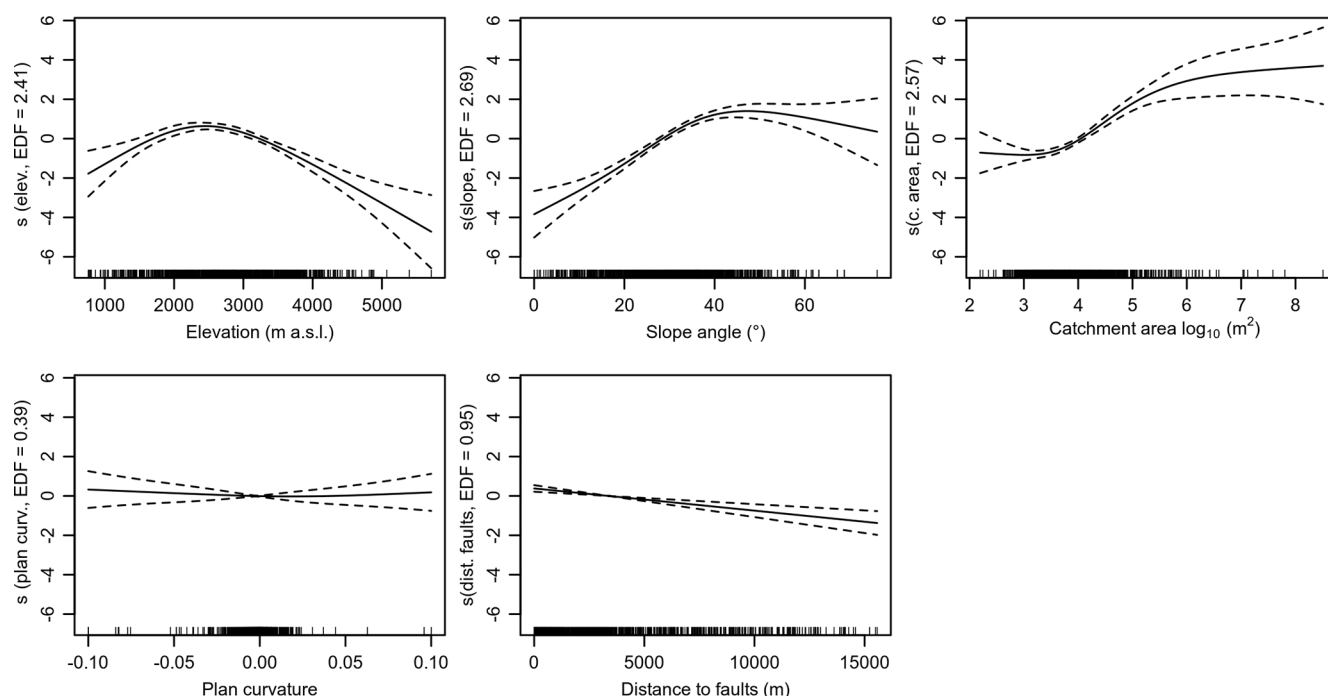 6
4
2
0
-2
-4
-6
s (elev., EDF = 2.41)
1000 2000 3000 4000 5000
Elevation (m a.s.l.)
6
4
2
0
-2
-4
-6
s(slope, EDF = 2.69)
0 20 40 60
Slope angle (°)
6
4
2
0
-2
-4
-6
s(c. area, EDF = 2.57)
2 3 4 5 6 7 8
Catchment area log₁₀ (m²)
6
4
2
0
-2
-4
-6
s (plan curv., EDF = 0.39)
-0.10 -0.05 0.00 0.05 0.10
Plan curvature
6
4
2
0
-2
-4
-6
s(dist. faults, EDF = 0.95)
0 5000 10000 15000
Distance to faults (m)